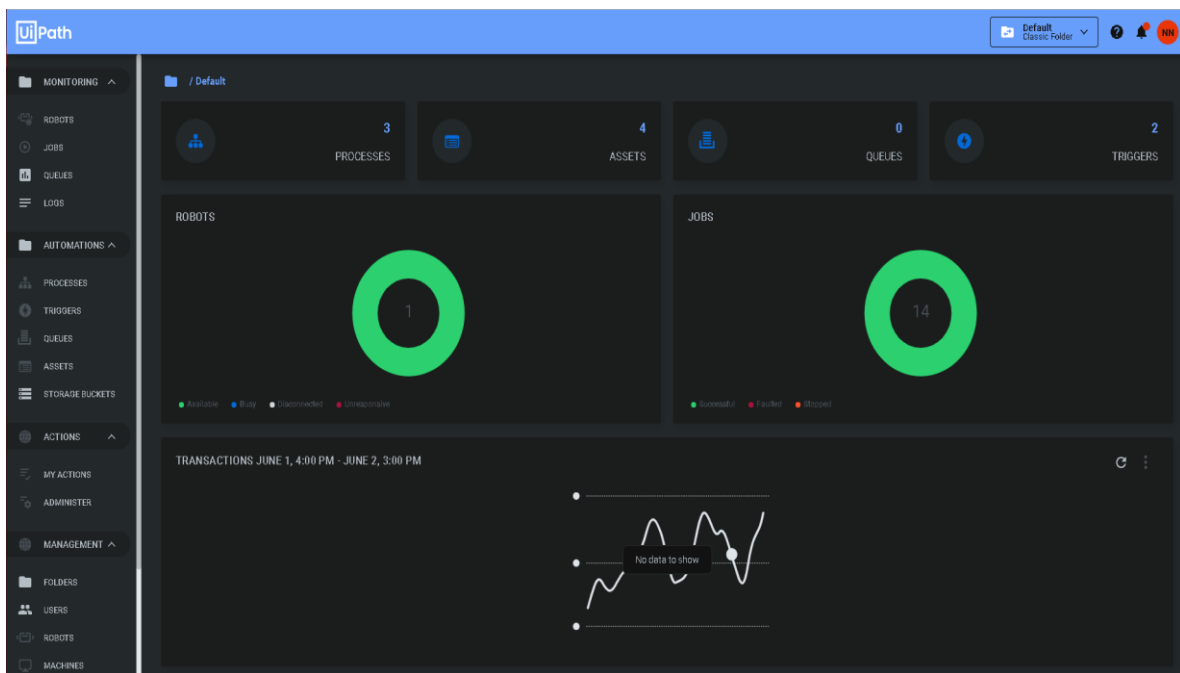 UiPath
Default
Classic Folder
NN
MONITORING
ROBOTS
JOBS
QUEUES
LOGS
AUTOMATIONS
PROCESSES
TRIGGERS
QUEUES
ASSETS
STORAGE BUCKETS
ACTIONS
MY ACTIONS
ADMINISTER
MANAGEMENT
FOLDERS
USERS
ROBOTS
MACHINES
/ Default
3
PROCESSES
4
ASSETS
0
QUEUES
2
TRIGGERS
ROBOTS
1
Available Busy Disconnected Unresponsive
JOBS
14
Successful Faulted Stopped
TRANSACTIONS JUNE 1, 4:00 PM - JUNE 2, 3:00 PM
No data to show